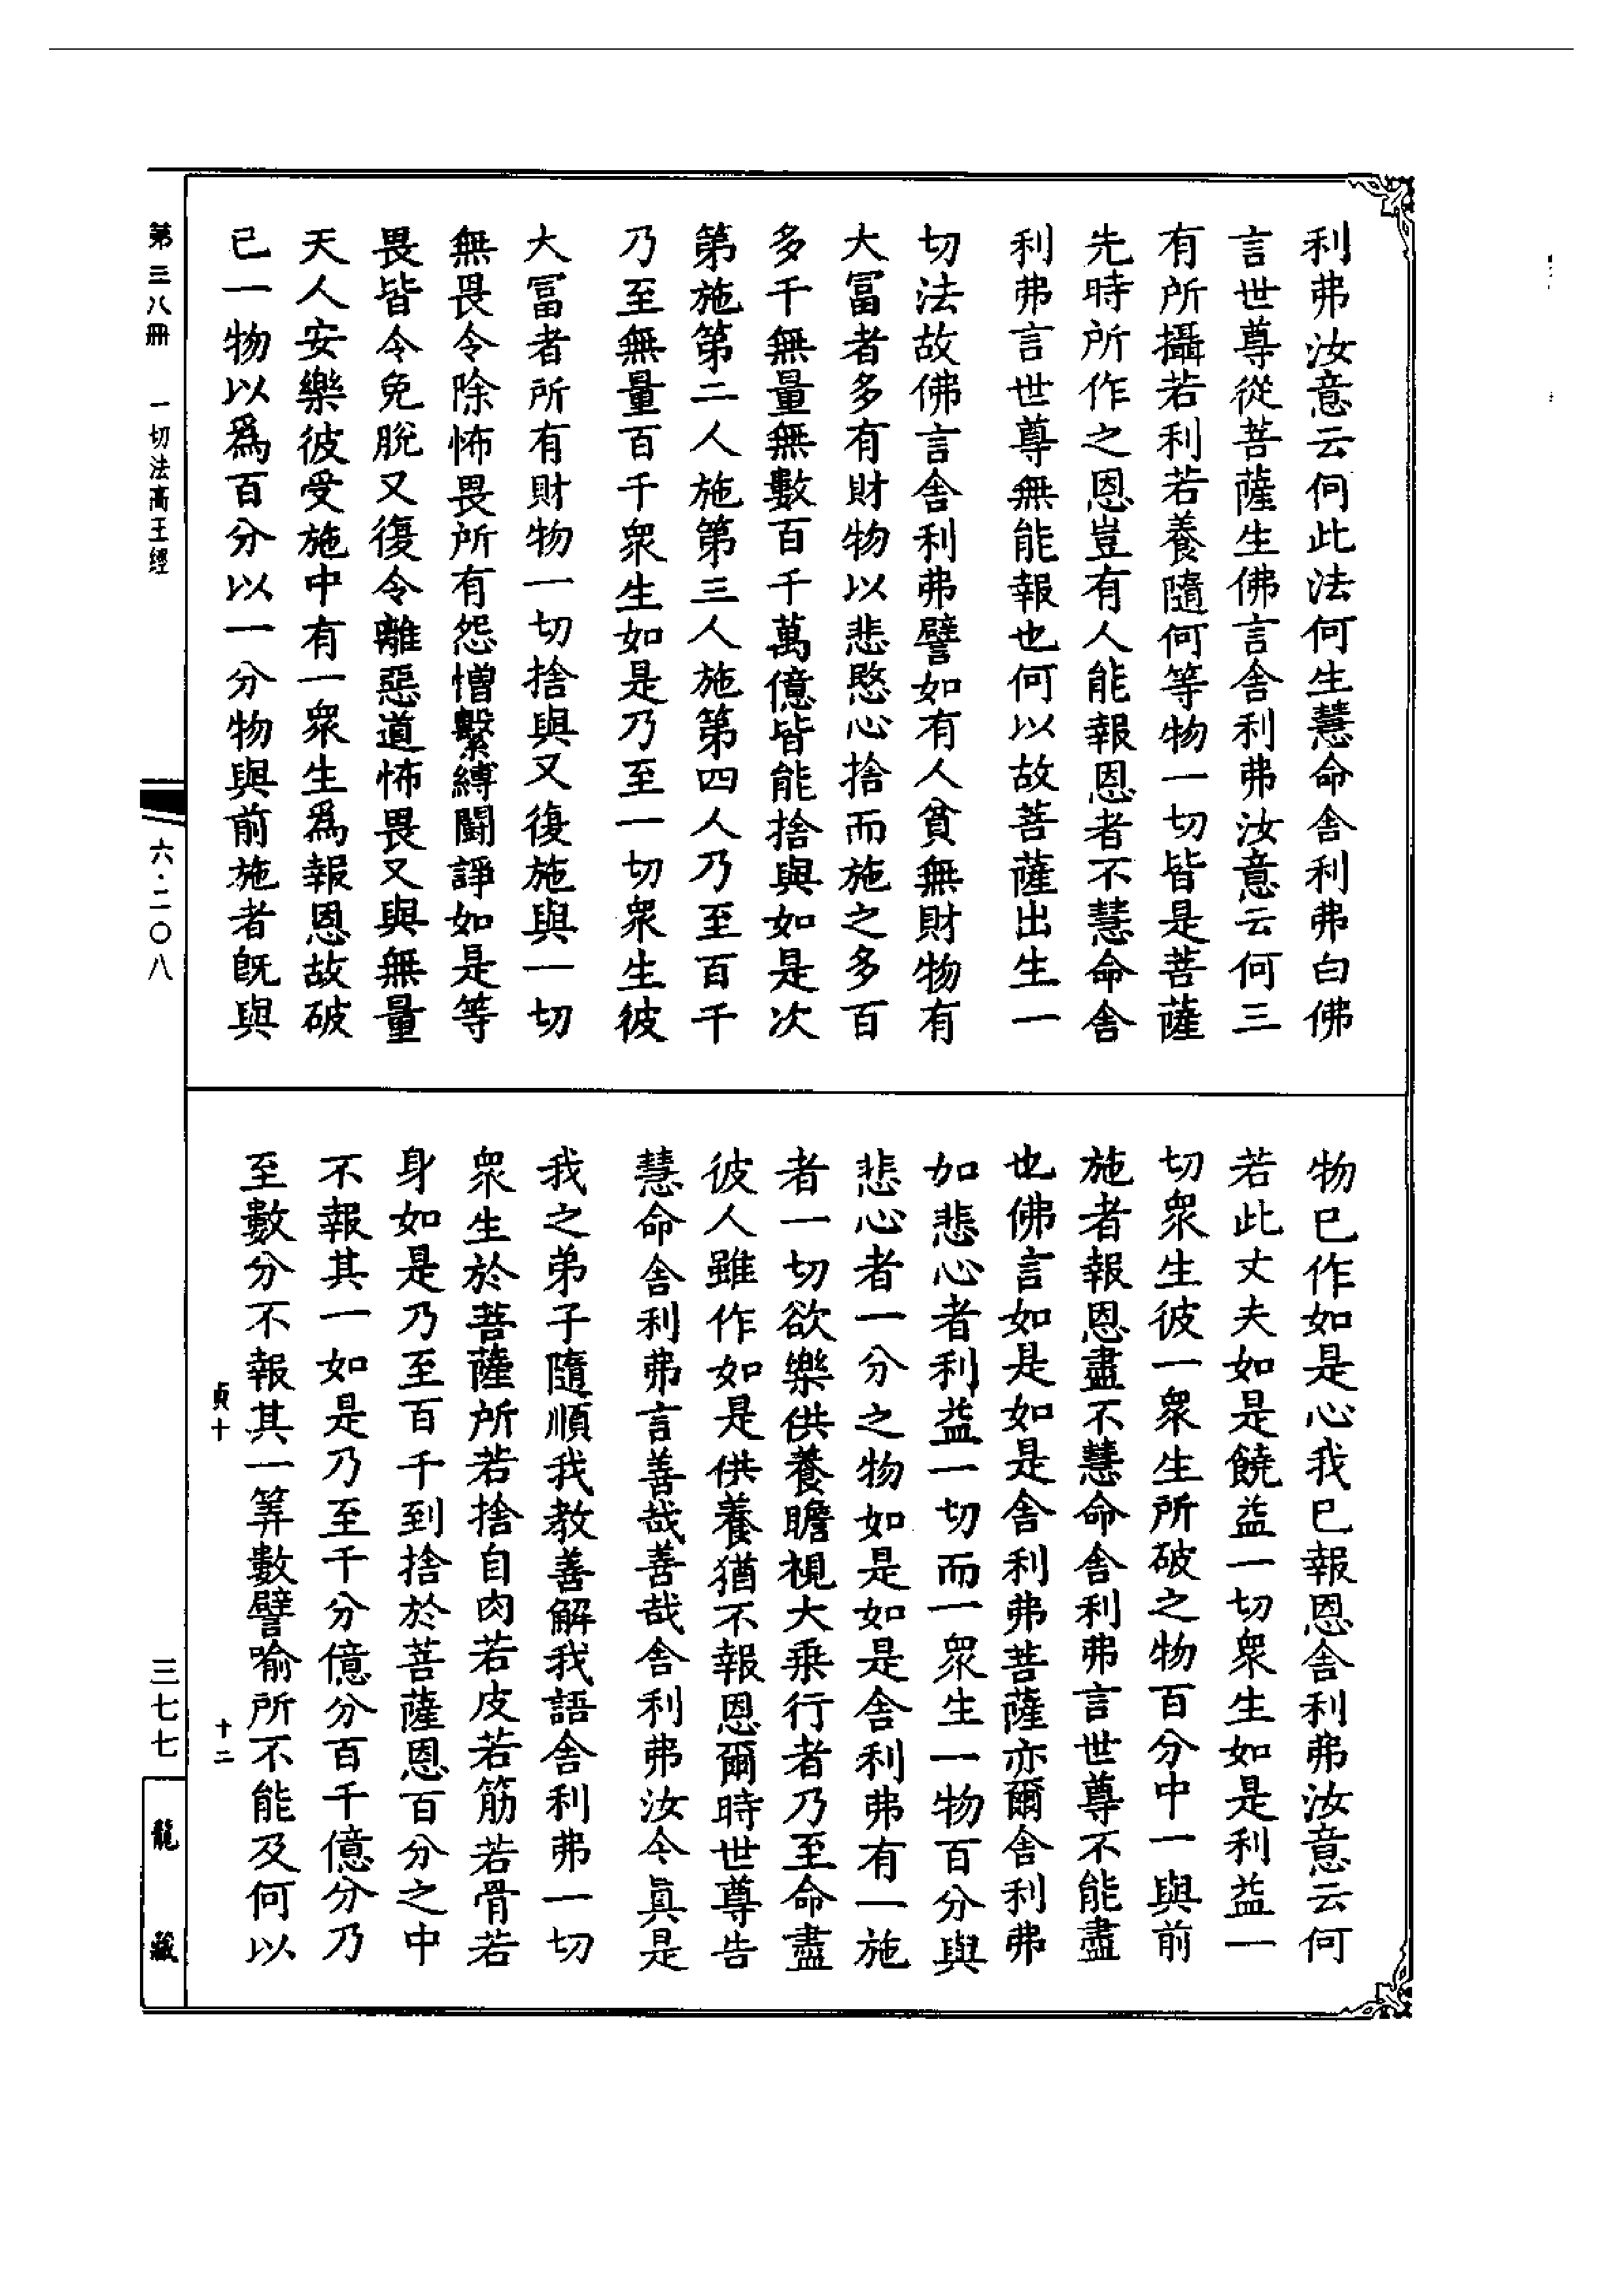 利弗汝意云何此法何生慧命舍利弗白佛
言世尊從菩薩生佛言舍利弗汝意云何三
有所攝若利若養隨何等物一切皆是菩薩
先時所作之恩豈有人能報恩者不慧命舍
利弗言世尊無能報也何以故菩薩出生一
切法故佛言舍利弗譬如有人貧無財物有
大富者多有財物以悲愍心捨而施之多百
多千無量無數百千萬億皆能捨與如是次
第施第二人施第三人施第四人乃至百千
乃至無量百千眾生如是乃至一切眾生彼
大富者所有財物一切捨與又復施與一切
無畏令除怖畏所有怨憎繫縛鬬諍如是等
畏皆令免脫又復令離惡道怖畏又與無量
天人安樂彼受施中有一眾生為報恩故破
已一物以為百分以一分物與前施者旣與
物已作如是心我已報恩舍利弗汝意云何
若此丈夫如是饒益一切眾生如是利益一
切眾生彼一眾生所破之物百分中一與前
施者報恩盡不慧命舍利弗言世尊不能盡
也佛言如是如是舍利弗菩薩亦爾舍利弗
如悲心者利益一切而一眾生一物百分與
悲心者一分之物如是如是舍利弗有一施
者一切欲樂供養瞻視大乘行者乃至命盡
彼人雖作如是供養猶不報恩爾時世尊告
慧命舍利弗言善哉善哉舍利弗汝今真是
我之弟子隨順我教善解我語舍利弗一切
眾生於菩薩所若捨自肉若皮若筋若骨若
身如是乃至百千到捨於菩薩恩百分之中
不報其一如是乃至千分億分百千億分乃
至數分不報其一筭數譬喻所不能及何以
貞十
十二
第三八冊 一切法高王經
六·二〇八
三七七
龍藏